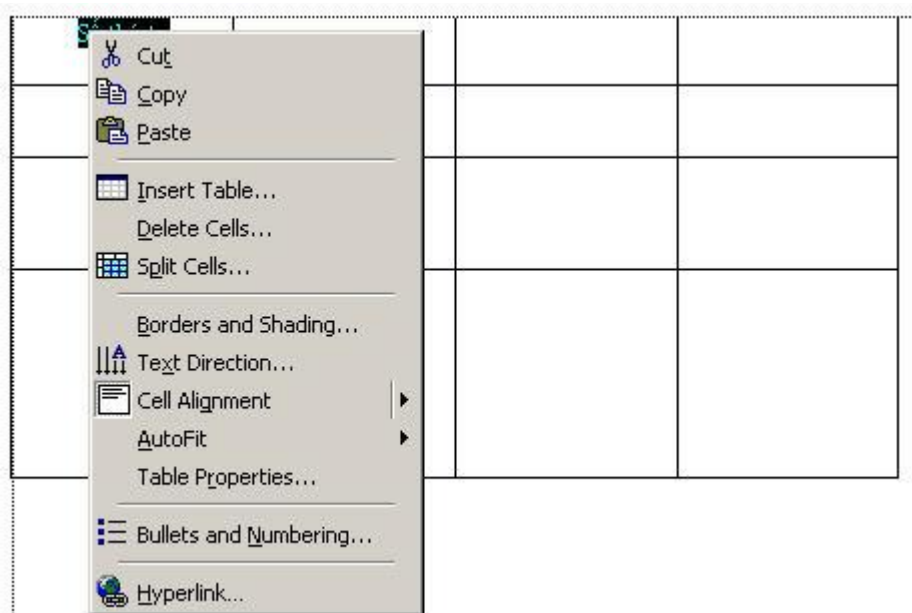 Cut
Copy
Paste
Insert Table...
Delete Cells...
Split Cells...
Borders and Shading...
Text Direction...
Cell Alignment
AutoFit
Table Properties...
Bullets and Numbering...
Hyperlink...